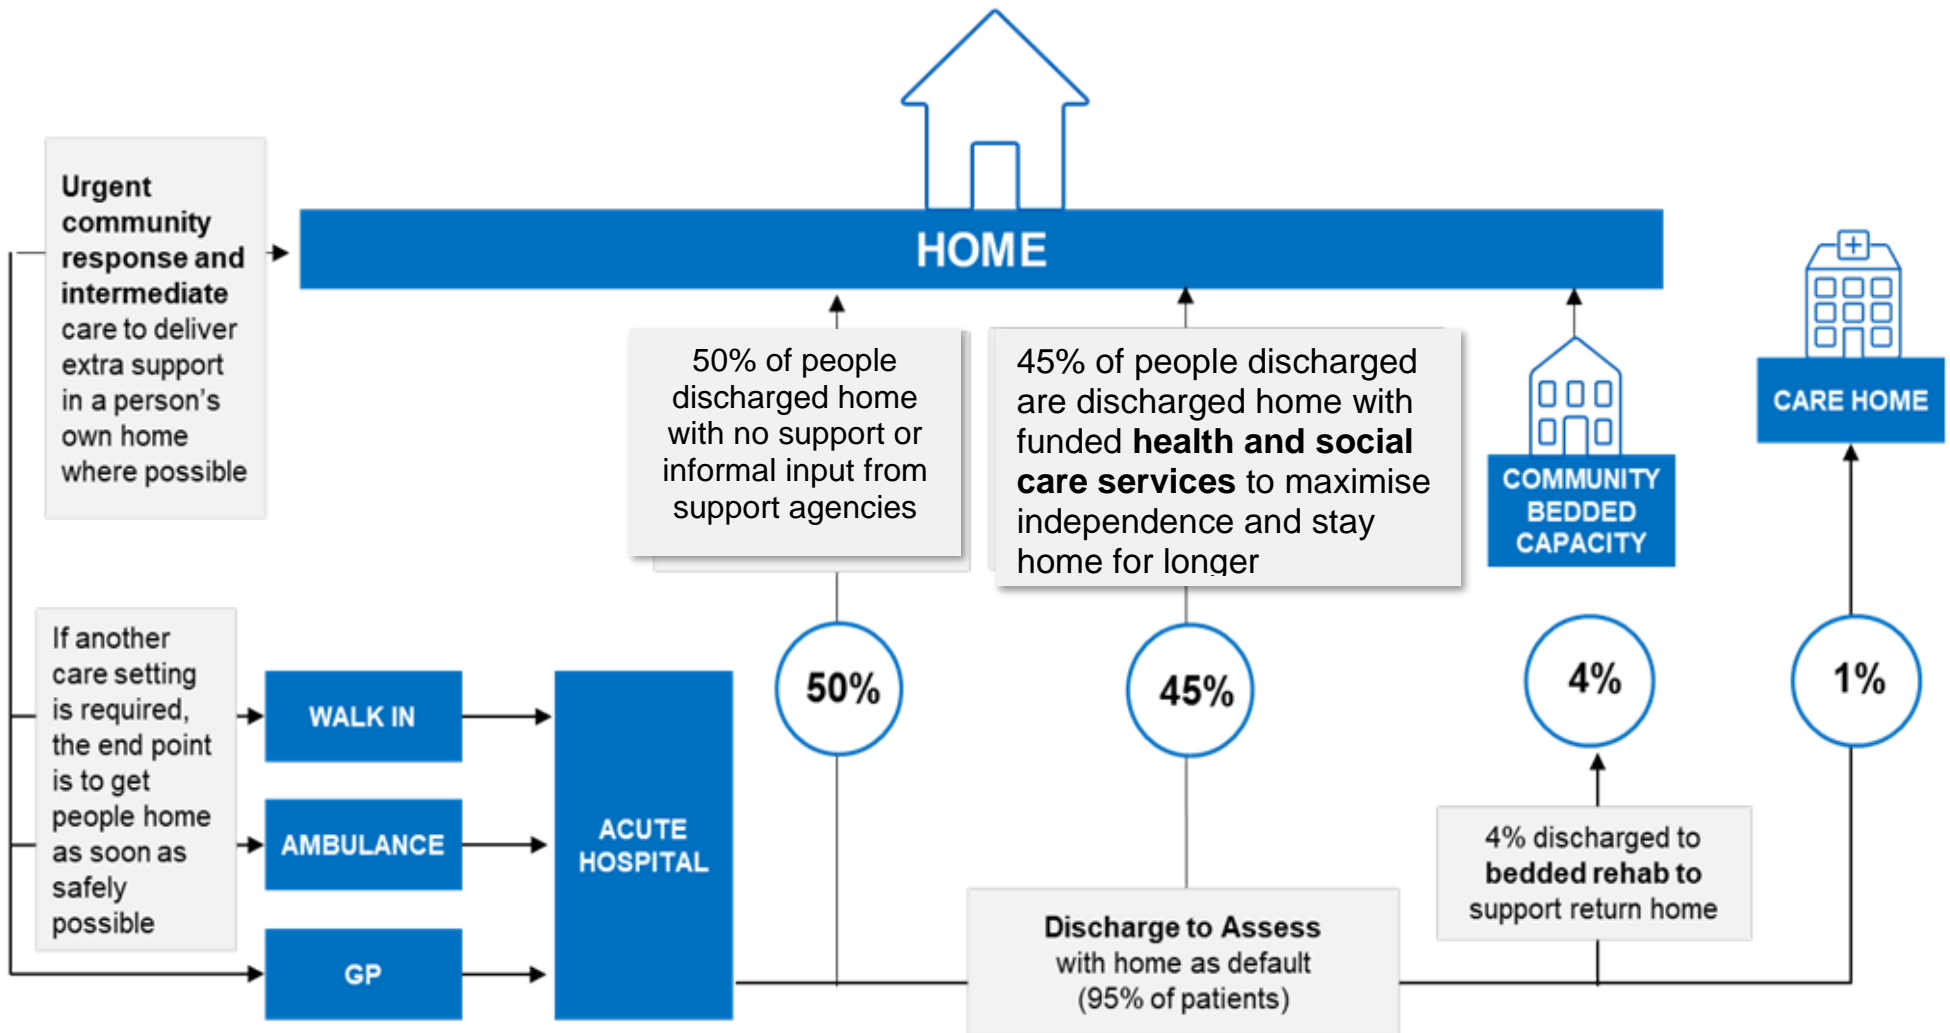 HOME
Urgent
community
response and
intermediate
care to deliver
extra support
in a person's
own home
where possible
50% of people
discharged home
with no support or
informal input from
support agencies
45% of people discharged
are discharged home with
funded health and social
care services to maximise
independence and stay
home for longer
COMMUNITY
BEDDED
CAPACITY
CARE HOME
If another
care setting
is required,
the end point
is to get
people home
as soon as
safely
possible
WALK IN
AMBULANCE
GP
ACUTE
HOSPITAL
50%
45%
4%
1%
Discharge to Assess
with home as default
(95% of patients)
4% discharged to
bedded rehab to
support return home